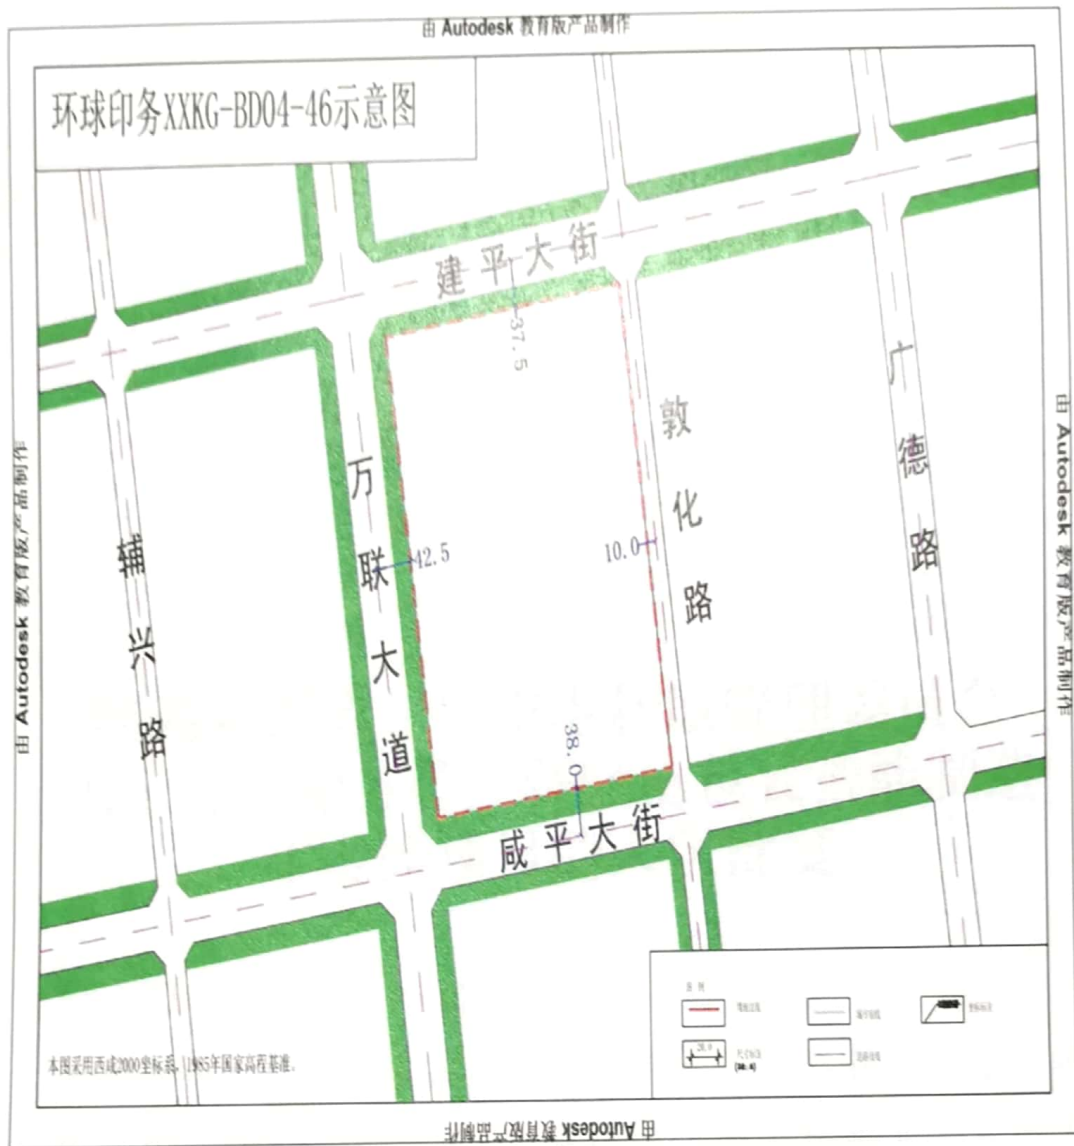 由 Autodesk 教育版产品制作
环球印务XXKG-BD04-46示意图
建平大街
37.5
广德路
敦化路
万联大道
42.5
10.0
辅兴路
38.0
咸平大街
由 Autodesk 教育版产品制作
由 Autodesk 教育版产品制作
本图采用西咸2000坐标系，1985年国家高程基准。
由 Autodesk 教育版产品制作